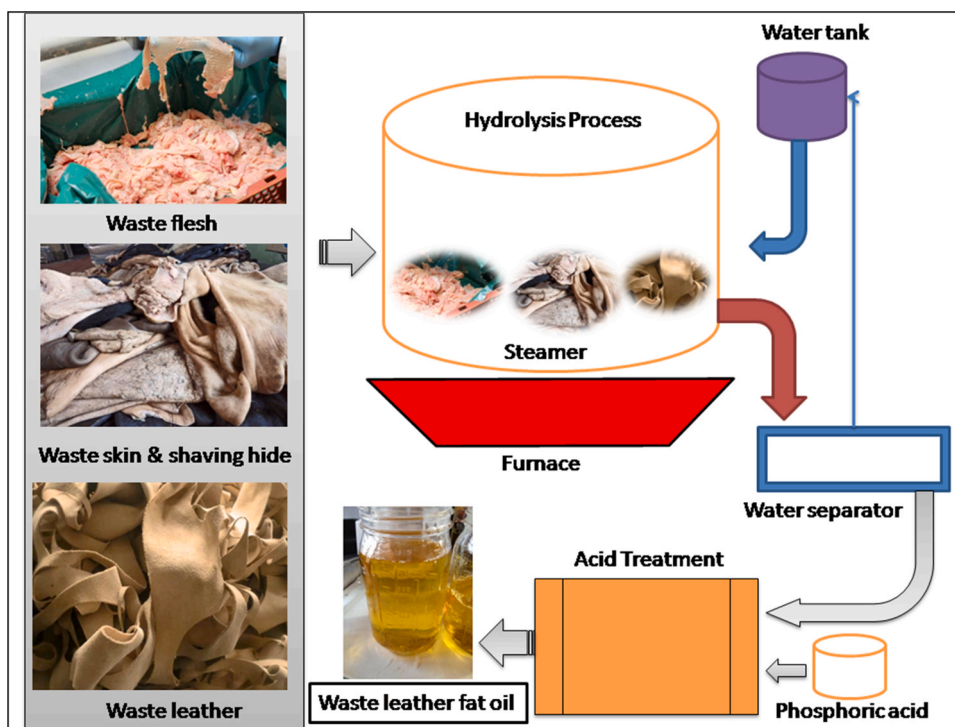 Waste flesh
Waste skin & shaving hide
Waste leather
Hydrolysis Process
Steamer
Furnace
Water tank
Water separator
Acid Treatment
Phosphoric acid
Waste leather fat oil